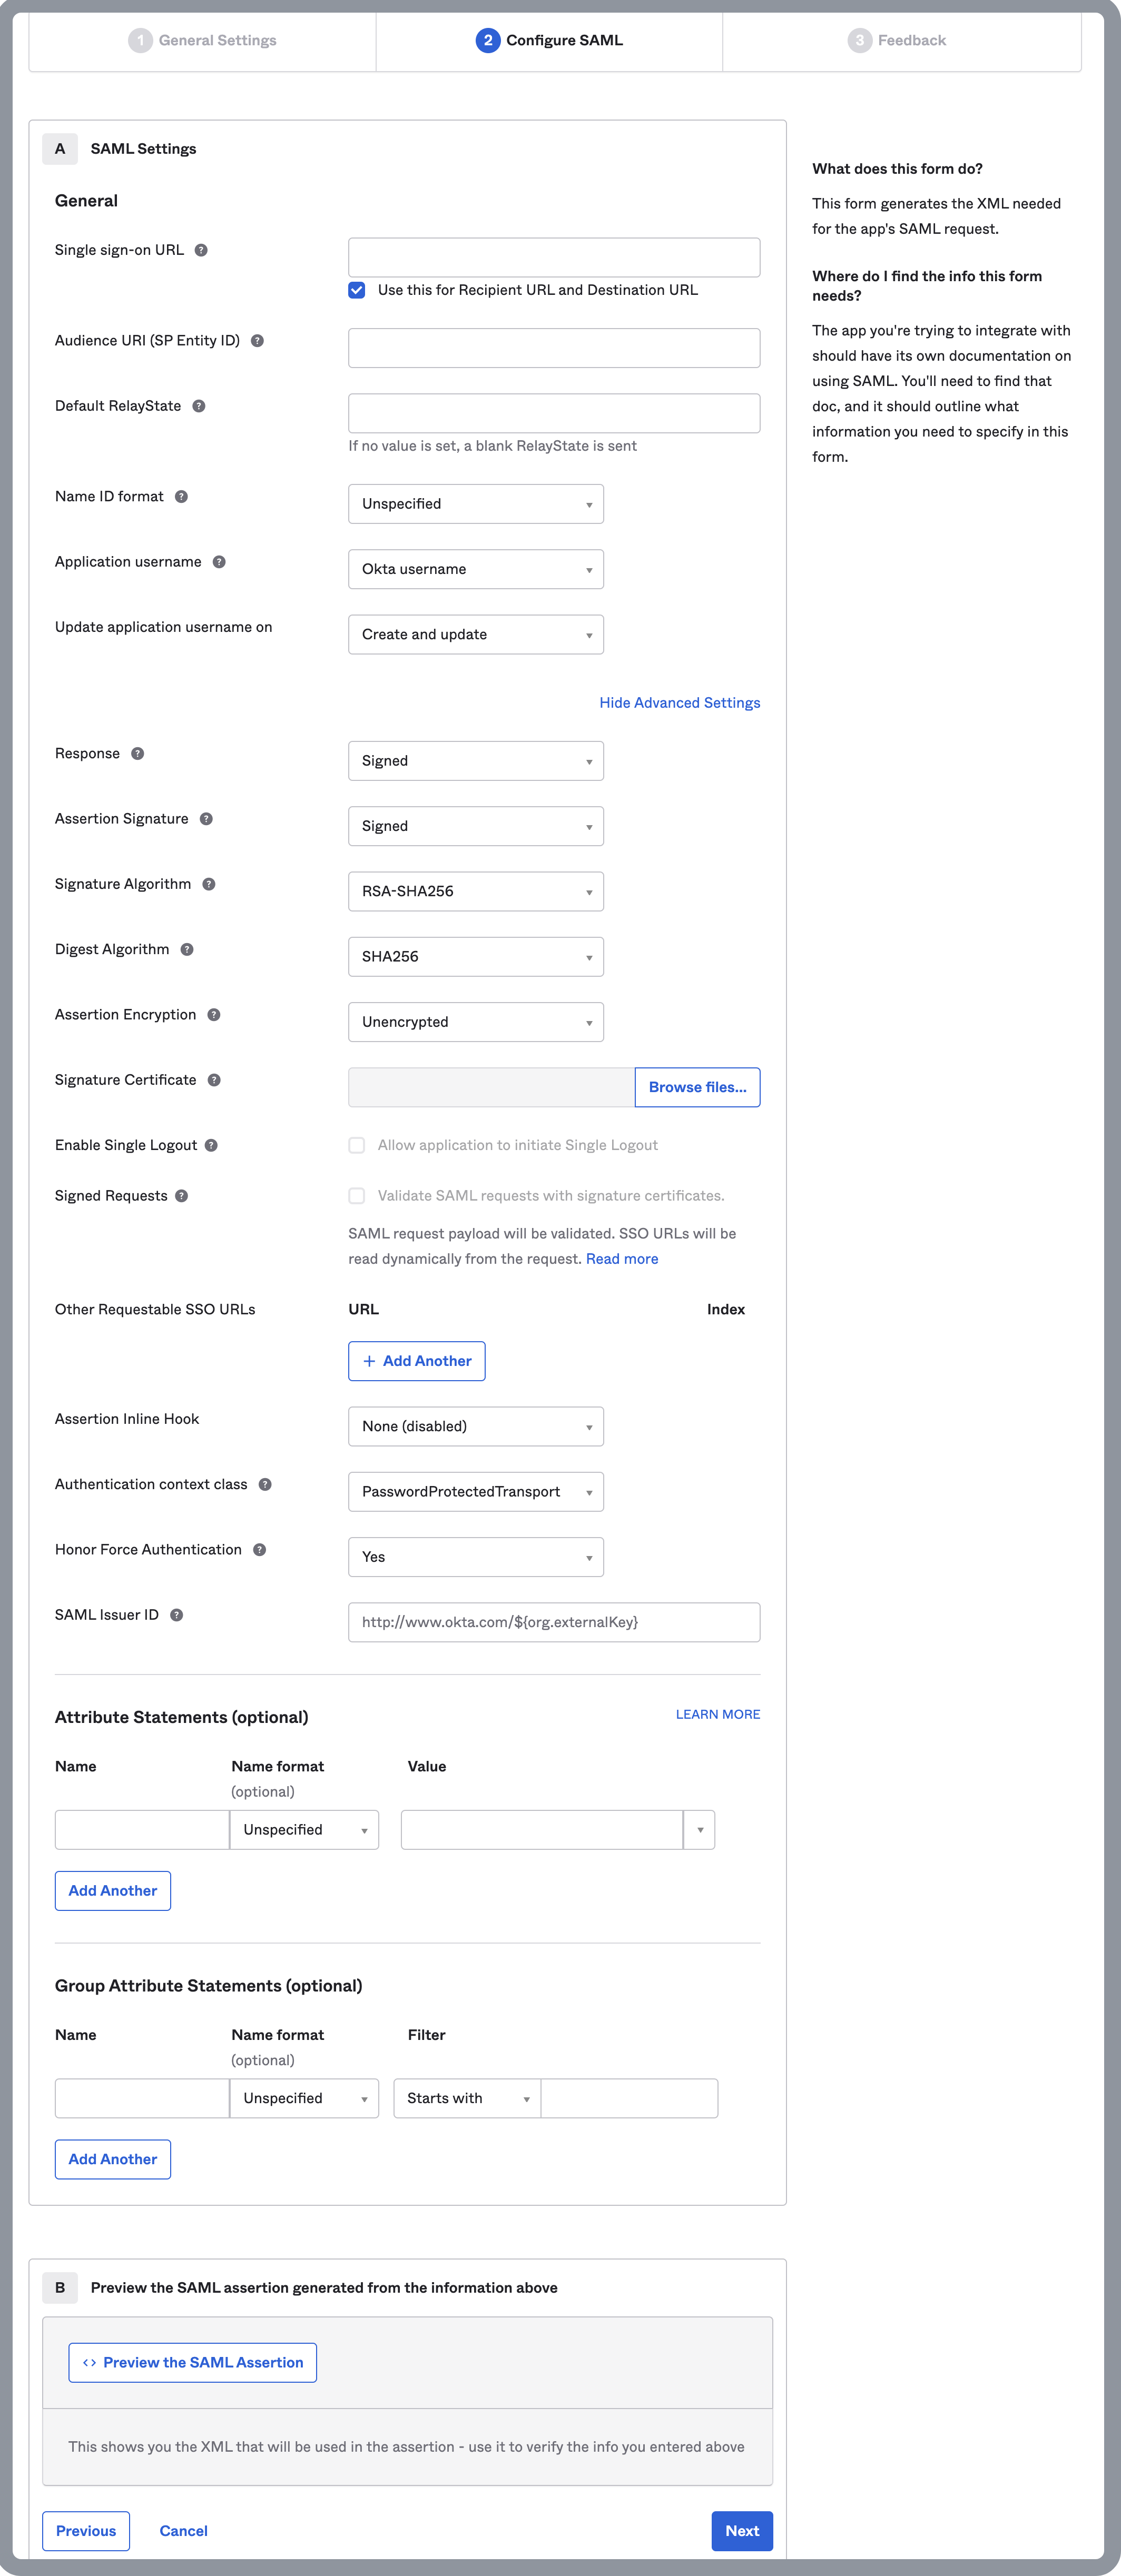 1 General Settings
2 Configure SAML
3 Feedback
A SAML Settings
General
Single sign-on URL ?
Use this for Recipient URL and Destination URL
Audience URI (SP Entity ID) ?
Default RelayState ?
If no value is set, a blank RelayState is sent
Name ID format ? Unspecified
Application username ? Okta username
Update application username on Create and update
Hide Advanced Settings
Response ? Signed
Assertion Signature ? Signed
Signature Algorithm ? RSA-SHA256
Digest Algorithm ? SHA256
Assertion Encryption ? Unencrypted
Signature Certificate ? Browse files...
Enable Single Logout ? Allow application to initiate Single Logout
Signed Requests ? Validate SAML requests with signature certificates.
SAML request payload will be validated. SSO URLs will be
read dynamically from the request. Read more
Other Requestable SSO URLs URL Index
+ Add Another
Assertion Inline Hook None (disabled)
Authentication context class ? PasswordProtectedTransport
Honor Force Authentication ? Yes
SAML Issuer ID ? http://www.okta.com/${org.externalKey}
Attribute Statements (optional) LEARN MORE
Name Name format Value
(optional)
Unspecified
Add Another
Group Attribute Statements (optional)
Name Name format Filter
(optional)
Unspecified Starts with
Add Another
B Preview the SAML assertion generated from the information above
<> Preview the SAML Assertion
This shows you the XML that will be used in the assertion - use it to verify the info you entered above
Previous Cancel Next
What does this form do?
This form generates the XML needed
for the app's SAML request.
Where do I find the info this form
needs?
The app you're trying to integrate with
should have its own documentation on
using SAML. You'll need to find that
doc, and it should outline what
information you need to specify in this
form.